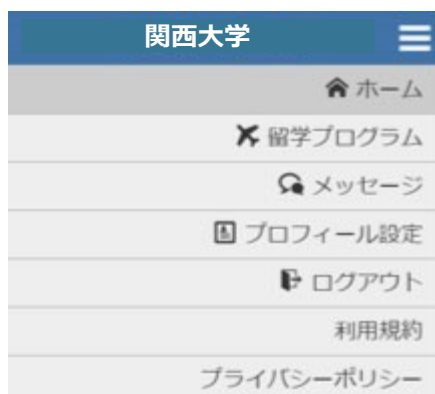 関西大学
ホーム
留学プログラム
メッセージ
プロフィール設定
ログアウト
利用規約
プライバシーポリシー